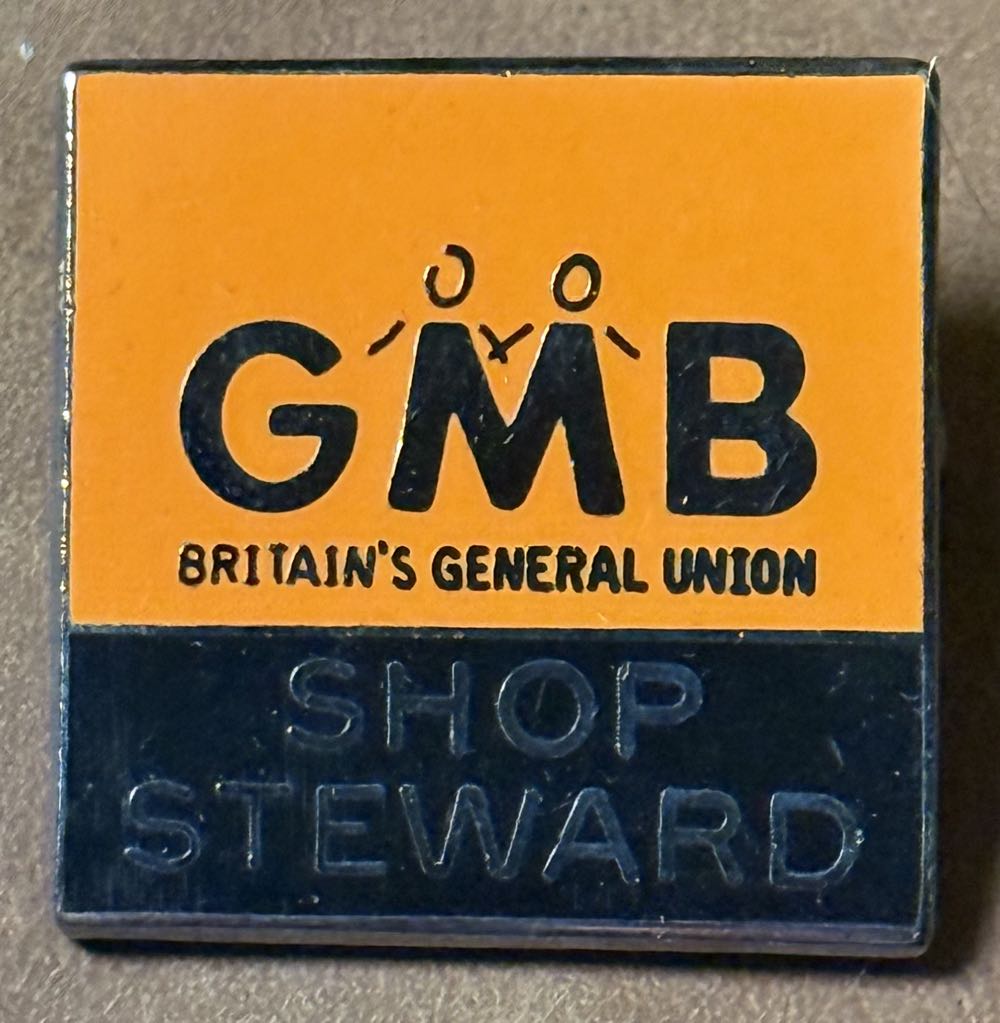 GMB
BRITAIN'S GENERAL UNION
SHOP
STEWARD